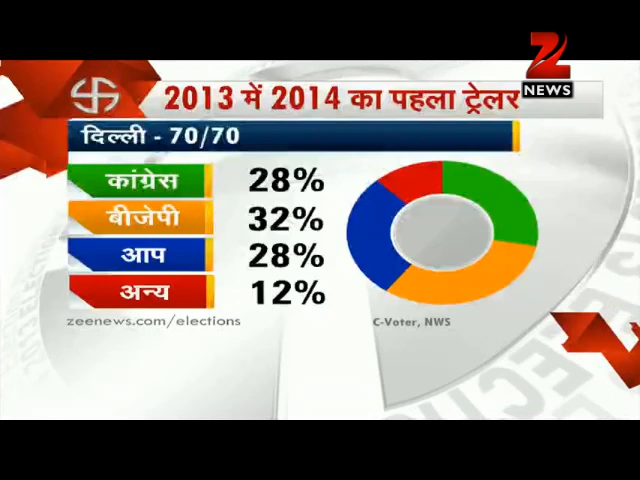 Z
NEWS
2013 में 2014 का पहला ट्रेलर
दिल्ली - 70/70
कांग्रेस 28%
बीजेपी 32%
आप 28%
अन्य 12%
zeenews.com/elections
C-Voter, NWS